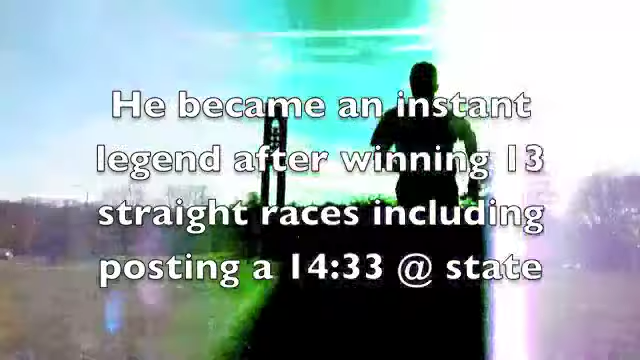 He became an instant
legend after winning 13
straight races including
posting a 14:33 @ state